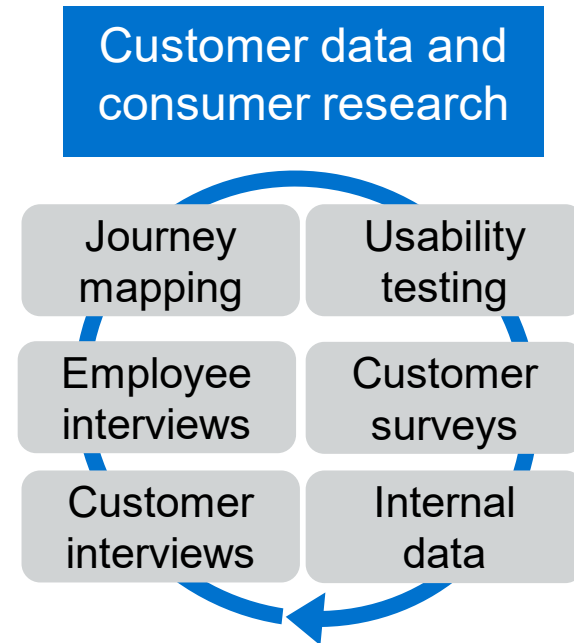 Customer data and
consumer research
Journey
mapping
Usability
testing
Employee
interviews
Customer
surveys
Customer
interviews
Internal
data